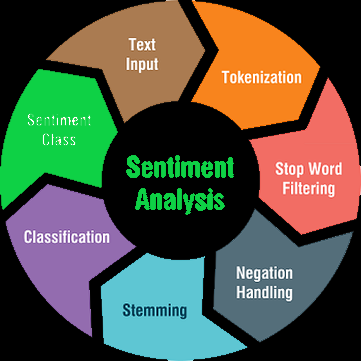 Text
Input
Tokenization
Stop Word
Filtering
Negation
Handling
Stemming
Classification
Sentiment
Class
Sentiment
Analysis